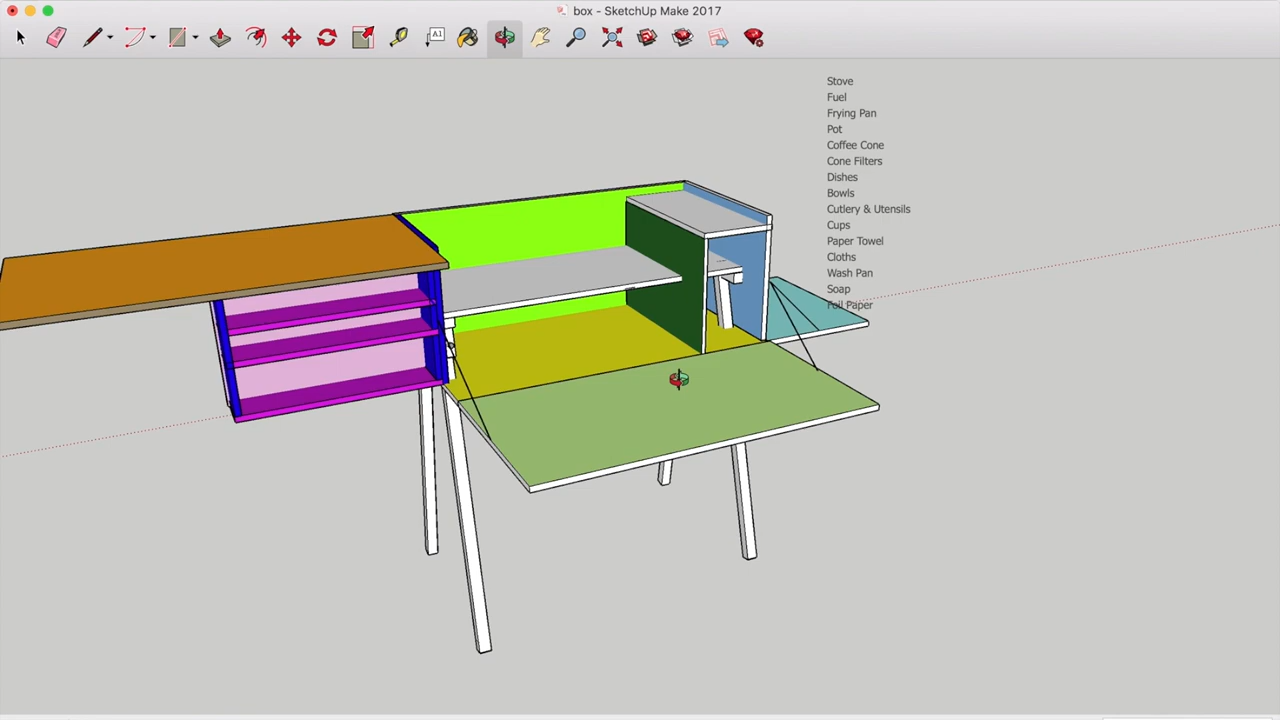 box - SketchUp Make 2017
A1
Stove
Fuel
Frying Pan
Pot
Coffee Cone
Cone Filters
Dishes
Bowls
Cutlery & Utensils
Cups
Paper Towel
Cloths
Wash Pan
Soap
Foil Paper